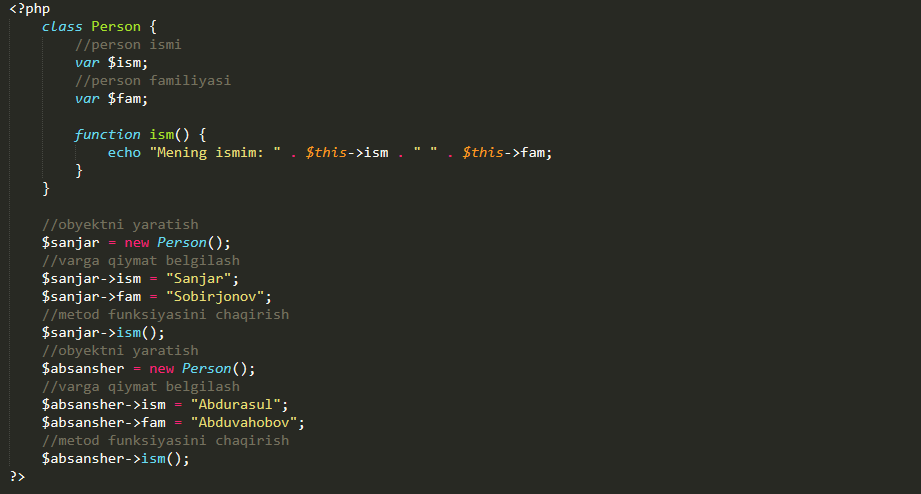 <?php
class Person {
//person ismi
var $ism;
//person familiyasi
var $fam;
function ism() {
echo "Mening ismim: " . $this->ism . " " . $this->fam;
}
}
//obyektni yaratish
$sanjar = new Person();
//varga qiymat belgilash
$sanjar->ism = "Sanjar";
$sanjar->fam = "Sobirjonov";
//metod funksiyasini chaqirish
$sanjar->ism();
//obyektni yaratish
$absansher = new Person();
//varga qiymat belgilash
$absansher->ism = "Abdurasul";
$absansher->fam = "Abduvahobov";
//metod funksiyasini chaqirish
$absansher->ism();
?>